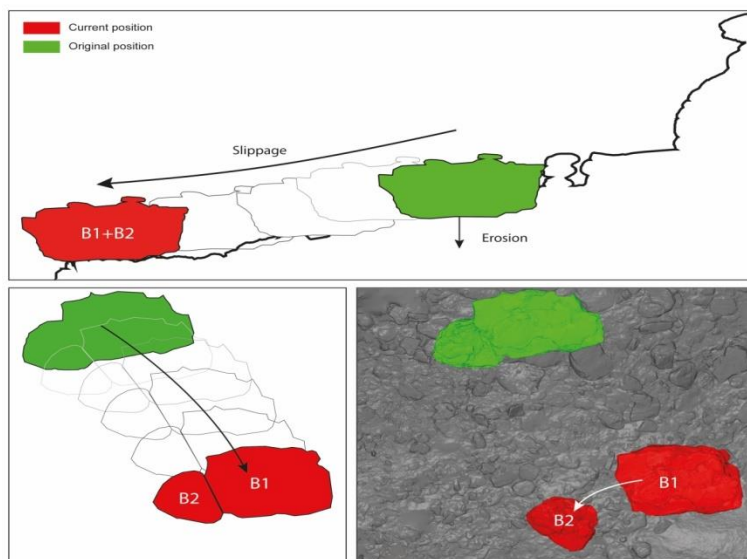 Current position
Original position
Slippage
B1+B2
Erosion
B2
B1
B1
B2